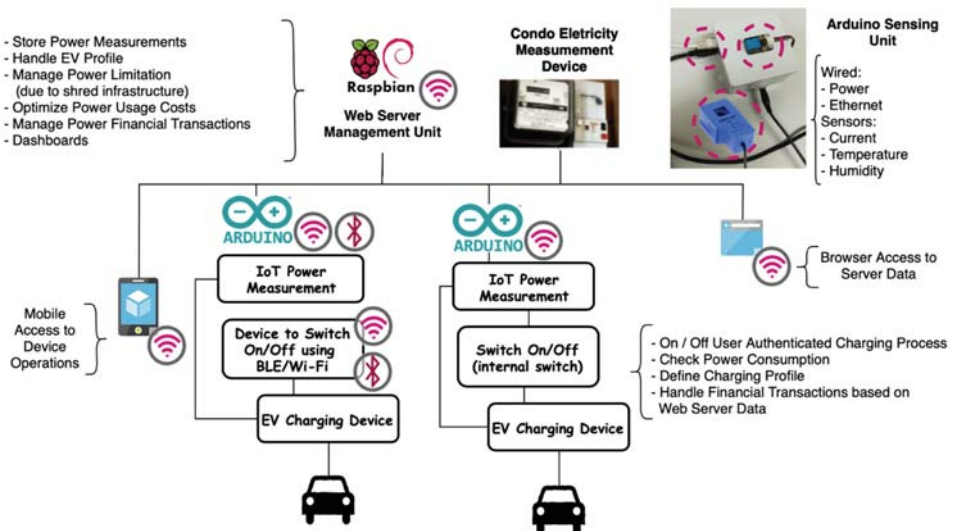 - Store Power Measurements
- Handle EV Profile
- Manage Power Limitation
(due to shred infrastructure)
- Optimize Power Usage Costs
- Manage Power Financial Transactions
- Dashboards
Raspbian
Web Server
Management Unit
Condo Eletricity
Measumement
Device
Arduino Sensing
Unit
Wired:
- Power
- Ethernet
Sensors:
- Current
- Temperature
- Humidity
ARDUINO
IoT Power
Measurement
Device to Switch
On/Off using
BLE/Wi-Fi
EV Charging Device
ARDUINO
IoT Power
Measurement
Switch On/Off
(internal switch)
EV Charging Device
Mobile
Access to
Device
Operations
Browser Access to
Server Data
- On / Off User Authenticated Charging Process
- Check Power Consumption
- Define Charging Profile
- Handle Financial Transactions based on
Web Server Data